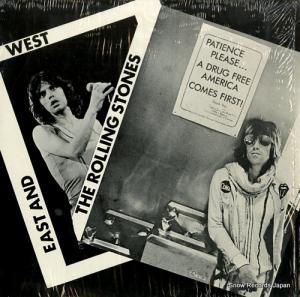 WEST
EAST AND
THE ROLLING STONES
PATIENCE
PLEASE...
A DRUG FREE
AMERICA
COMES FIRST!
Snow Records Japan